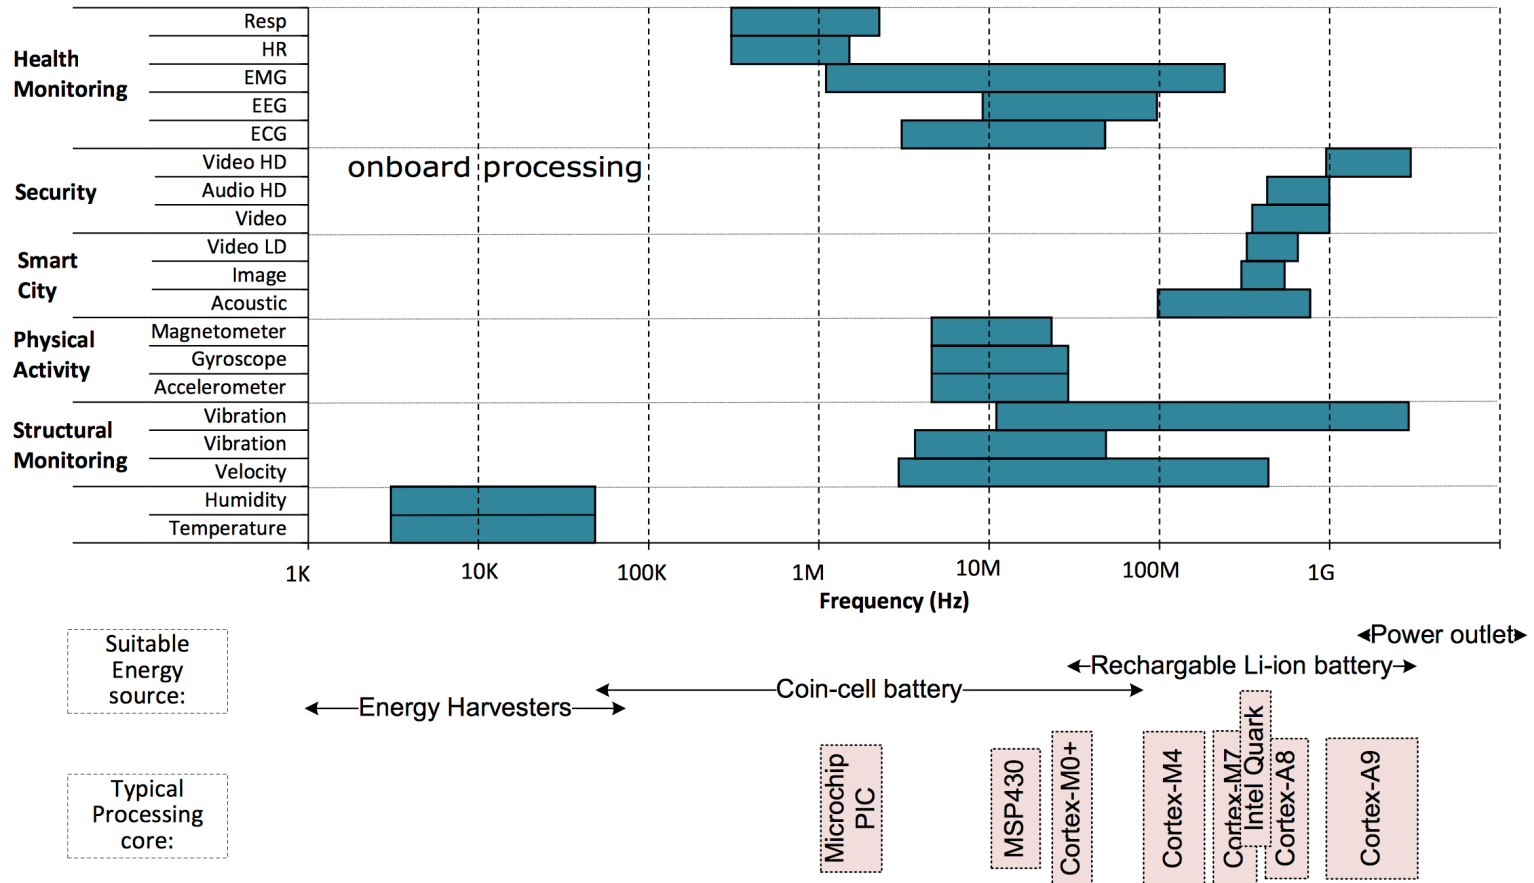 Health
Monitoring
Resp
HR
EMG
EEG
ECG
onboard processing
Security
Video HD
Audio HD
Video
Smart
City
Video LD
Image
Acoustic
Physical
Activity
Magnetometer
Gyroscope
Accelerometer
Structural
Monitoring
Vibration
Vibration
Velocity
Humidity
Temperature
1K 10K 100K 1M 10M 100M 1G
Frequency (Hz)
Suitable
Energy
source:
Power outlet
Rechargable Li-ion battery
Coin-cell battery
Energy Harvesters
Typical
Processing
core:
Microchip
PIC
MSP430
Cortex-M0+
Cortex-M4
Cortex-M7
Intel Quark
Cortex-A8
Cortex-A9